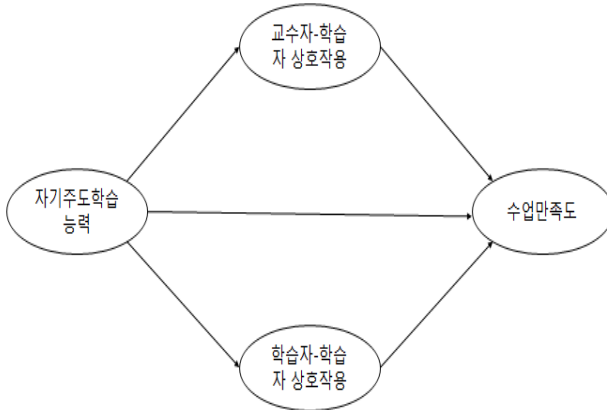 교수자-학습
자 상호작용
자기주도학습
능력
수업만족도
학습자-학습
자 상호작용